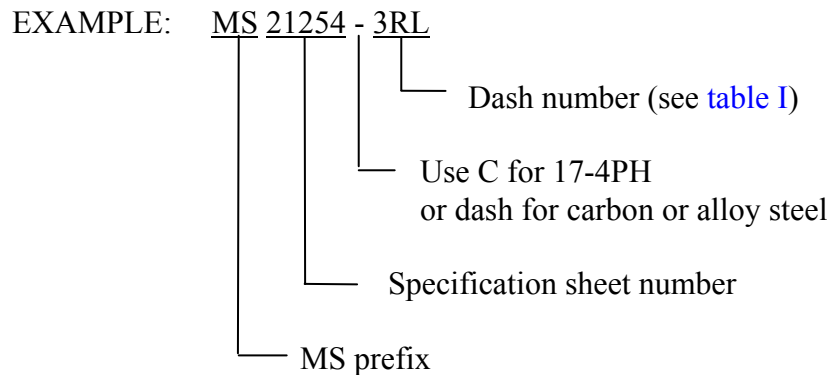 EXAMPLE: MS 21254 - 3RL
Dash number (see table I)
Use C for 17-4PH
or dash for carbon or alloy steel
Specification sheet number
MS prefix